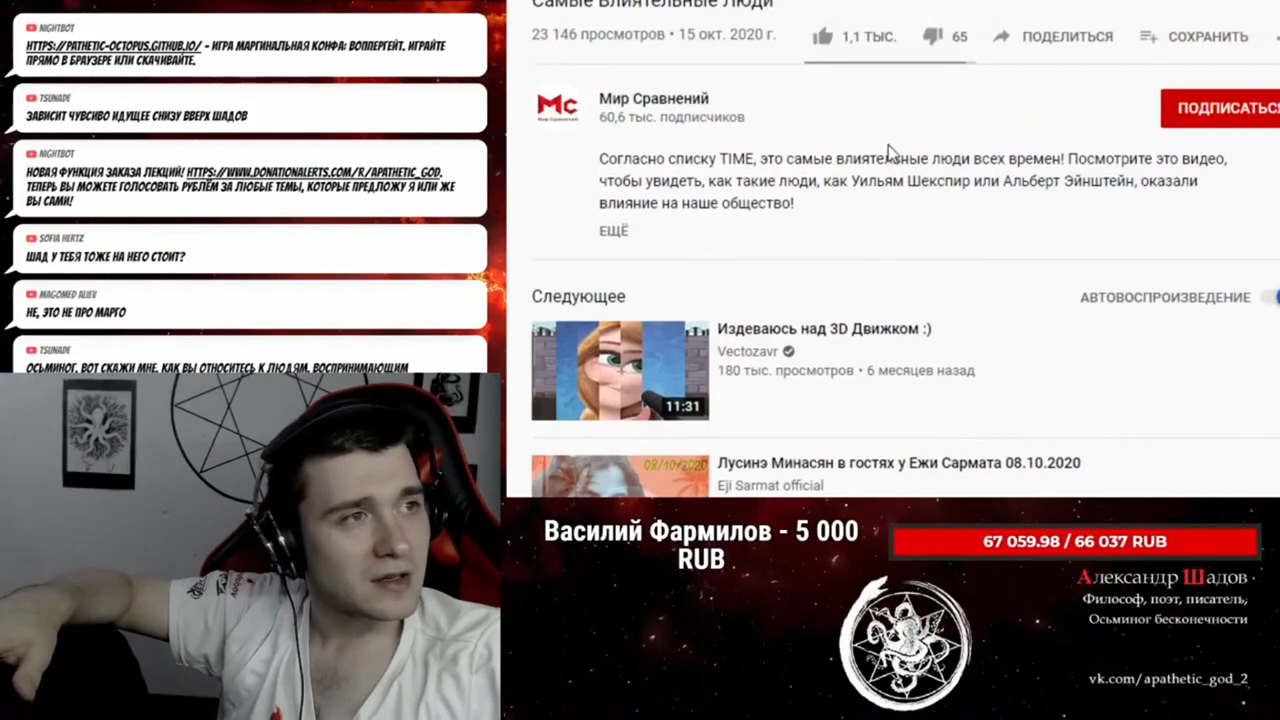 NIGHTBOT
HTTPS://PATHETIC-OCTOPUS.GITHUB.IO/ - ИГРА МАРГИНАЛЬНАЯ КОНФА: ВОППЕРГЕЙТ. ИГРАЙТЕ
ПРЯМО В БРАУЗЕРЕ ИЛИ СКАЧИВАЙТЕ.
TSUNADE
ЗАВИСИТ ЧУВСИВО ИДУЩЕЕ СНИЗУ ВВЕРХ ШАДОВ
NIGHTBOT
НОВАЯ ФУНКЦИЯ ЗАКАЗА ЛЕКЦИЙ! HTTPS://WWW.DONATIONALERTS.COM/R/APATHETIC_GOD.
ТЕПЕРЬ ВЫ МОЖЕТЕ ГОЛОСОВАТЬ РУБЛЁМ ЗА ЛЮБЫЕ ТЕМЫ, КОТОРЫЕ ПРЕДЛОЖУ Я ИЛИ ЖЕ
ВЫ САМИ!
SOFIA HERTZ
ШАД У ТЕБЯ ТОЖЕ НА НЕГО СТОИТ?
MAGOMED ALIEV
НЕ, ЭТО НЕ ПРО МАРГО
TSUNADE
ОСЬМИНОГ, ВОТ СКАЖИ МНЕ, КАК ВЫ ОТНОСИТЕСЬ К ЛЮДЯМ, ВОСПРИНИМАЮЩИМ
Самые Влиятельные Люди
23 146 просмотров • 15 окт. 2020 г.
1,1 ТЫС.
65
ПОДЕЛИТЬСЯ
СОХРАНИТЬ
Мс
Мир Сравнений
Мир Сравнений
60,6 тыс. подписчиков
ПОДПИСАТЬС
Согласно списку TIME, это самые влиятельные люди всех времен! Посмотрите это видео,
чтобы увидеть, как такие люди, как Уильям Шекспир или Альберт Эйнштейн, оказали
влияние на наше общество!
ЕЩЁ
Следующее
АВТОВОСПРОИЗВЕДЕНИЕ
Издеваюсь над 3D Движком :)
Vectozavr
180 тыс. просмотров • 6 месяцев назад
11:31
08/10/2020
Лусинэ Минасян в гостях у Ежи Сармата 08.10.2020
Eji Sarmat official
Василий Фармилов - 5 000
RUB
67 059.98 / 66 037 RUB
Александр Шадов
Философ, поэт, писатель,
Осьминог бесконечности
vk.com/apathetic_god_2